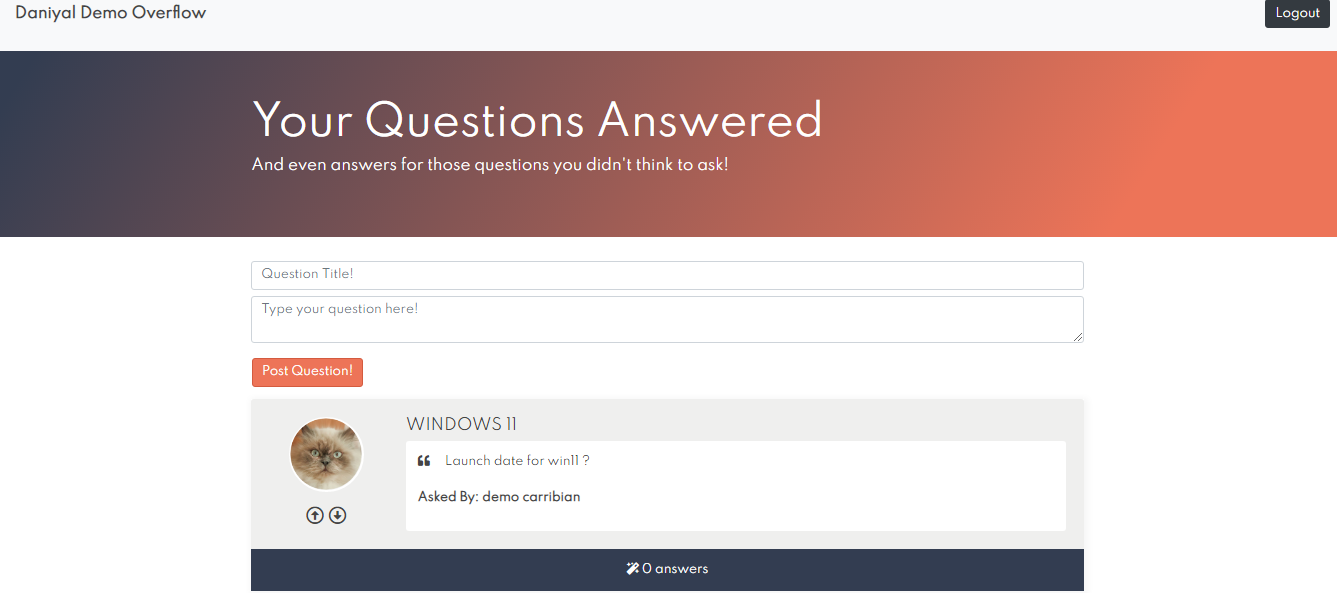 Daniyal Demo Overflow
Logout
Your Questions Answered
And even answers for those questions you didn't think to ask!
Question Title!
Type your question here!
Post Question!
WINDOWS 11
Launch date for win11 ?
Asked By: demo carribian
0 answers